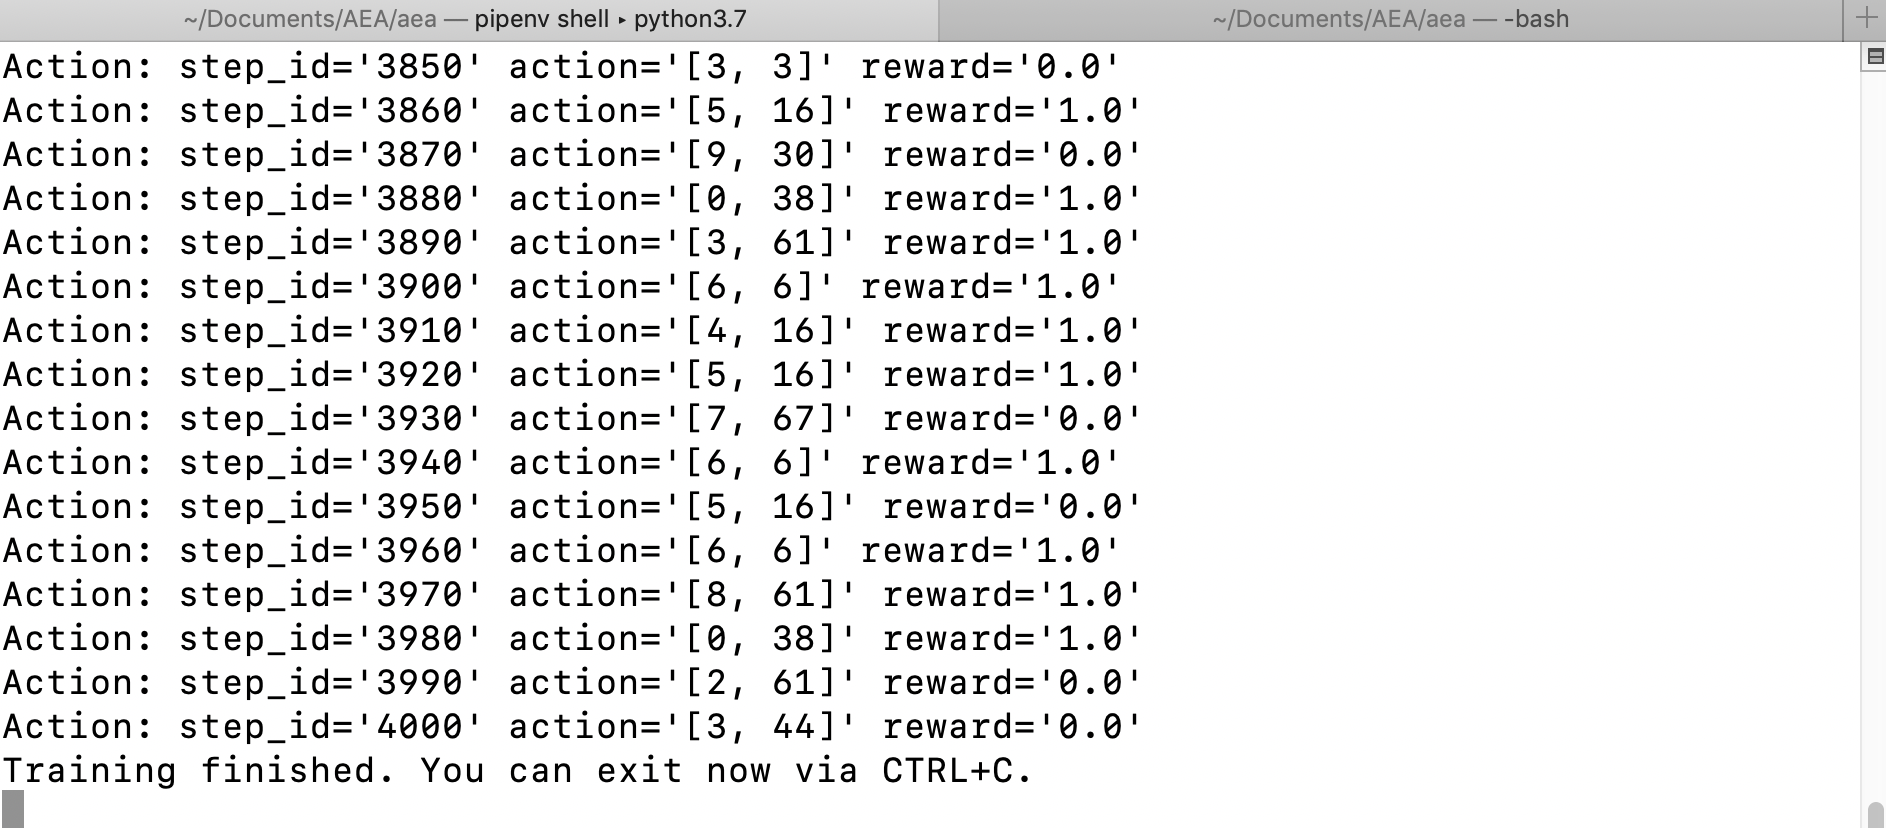 ~/Documents/AEA/aea — pipenv shell ▸ python3.7
~/Documents/AEA/aea — -bash
Action: step_id='3850' action='[3, 3]' reward='0.0'
Action: step_id='3860' action='[5, 16]' reward='1.0'
Action: step_id='3870' action='[9, 30]' reward='0.0'
Action: step_id='3880' action='[0, 38]' reward='1.0'
Action: step_id='3890' action='[3, 61]' reward='1.0'
Action: step_id='3900' action='[6, 6]' reward='1.0'
Action: step_id='3910' action='[4, 16]' reward='1.0'
Action: step_id='3920' action='[5, 16]' reward='1.0'
Action: step_id='3930' action='[7, 67]' reward='0.0'
Action: step_id='3940' action='[6, 6]' reward='1.0'
Action: step_id='3950' action='[5, 16]' reward='0.0'
Action: step_id='3960' action='[6, 6]' reward='1.0'
Action: step_id='3970' action='[8, 61]' reward='1.0'
Action: step_id='3980' action='[0, 38]' reward='1.0'
Action: step_id='3990' action='[2, 61]' reward='0.0'
Action: step_id='4000' action='[3, 44]' reward='0.0'
Training finished. You can exit now via CTRL+C.